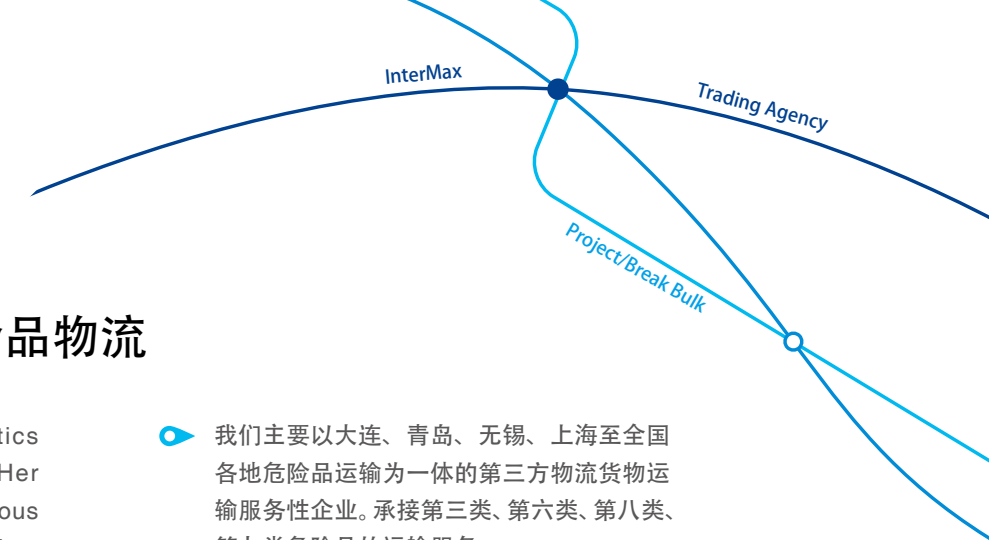 InterMax
Trading Agency
Project/Break Bulk
品物流
tics
Her
ous
我们主要以大连、青岛、无锡、上海至全国
各地危险品运输为一体的第三方物流货物运
输服务性企业。承接第三类、第六类、第八类、